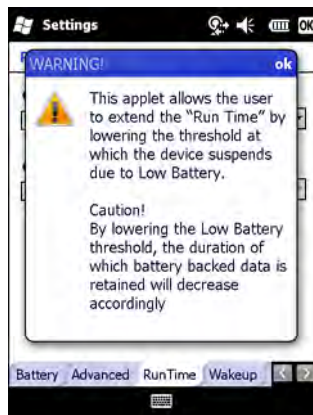 Settings
OK
WARNING!
ok
This applet allows the user
to extend the “Run Time” by
lowering the threshold at
which the device suspends
due to Low Battery.
Caution!
By lowering the Low Battery
threshold, the duration of
which battery backed data is
retained will decrease
accordingly
Battery Advanced RunTime Wakeup